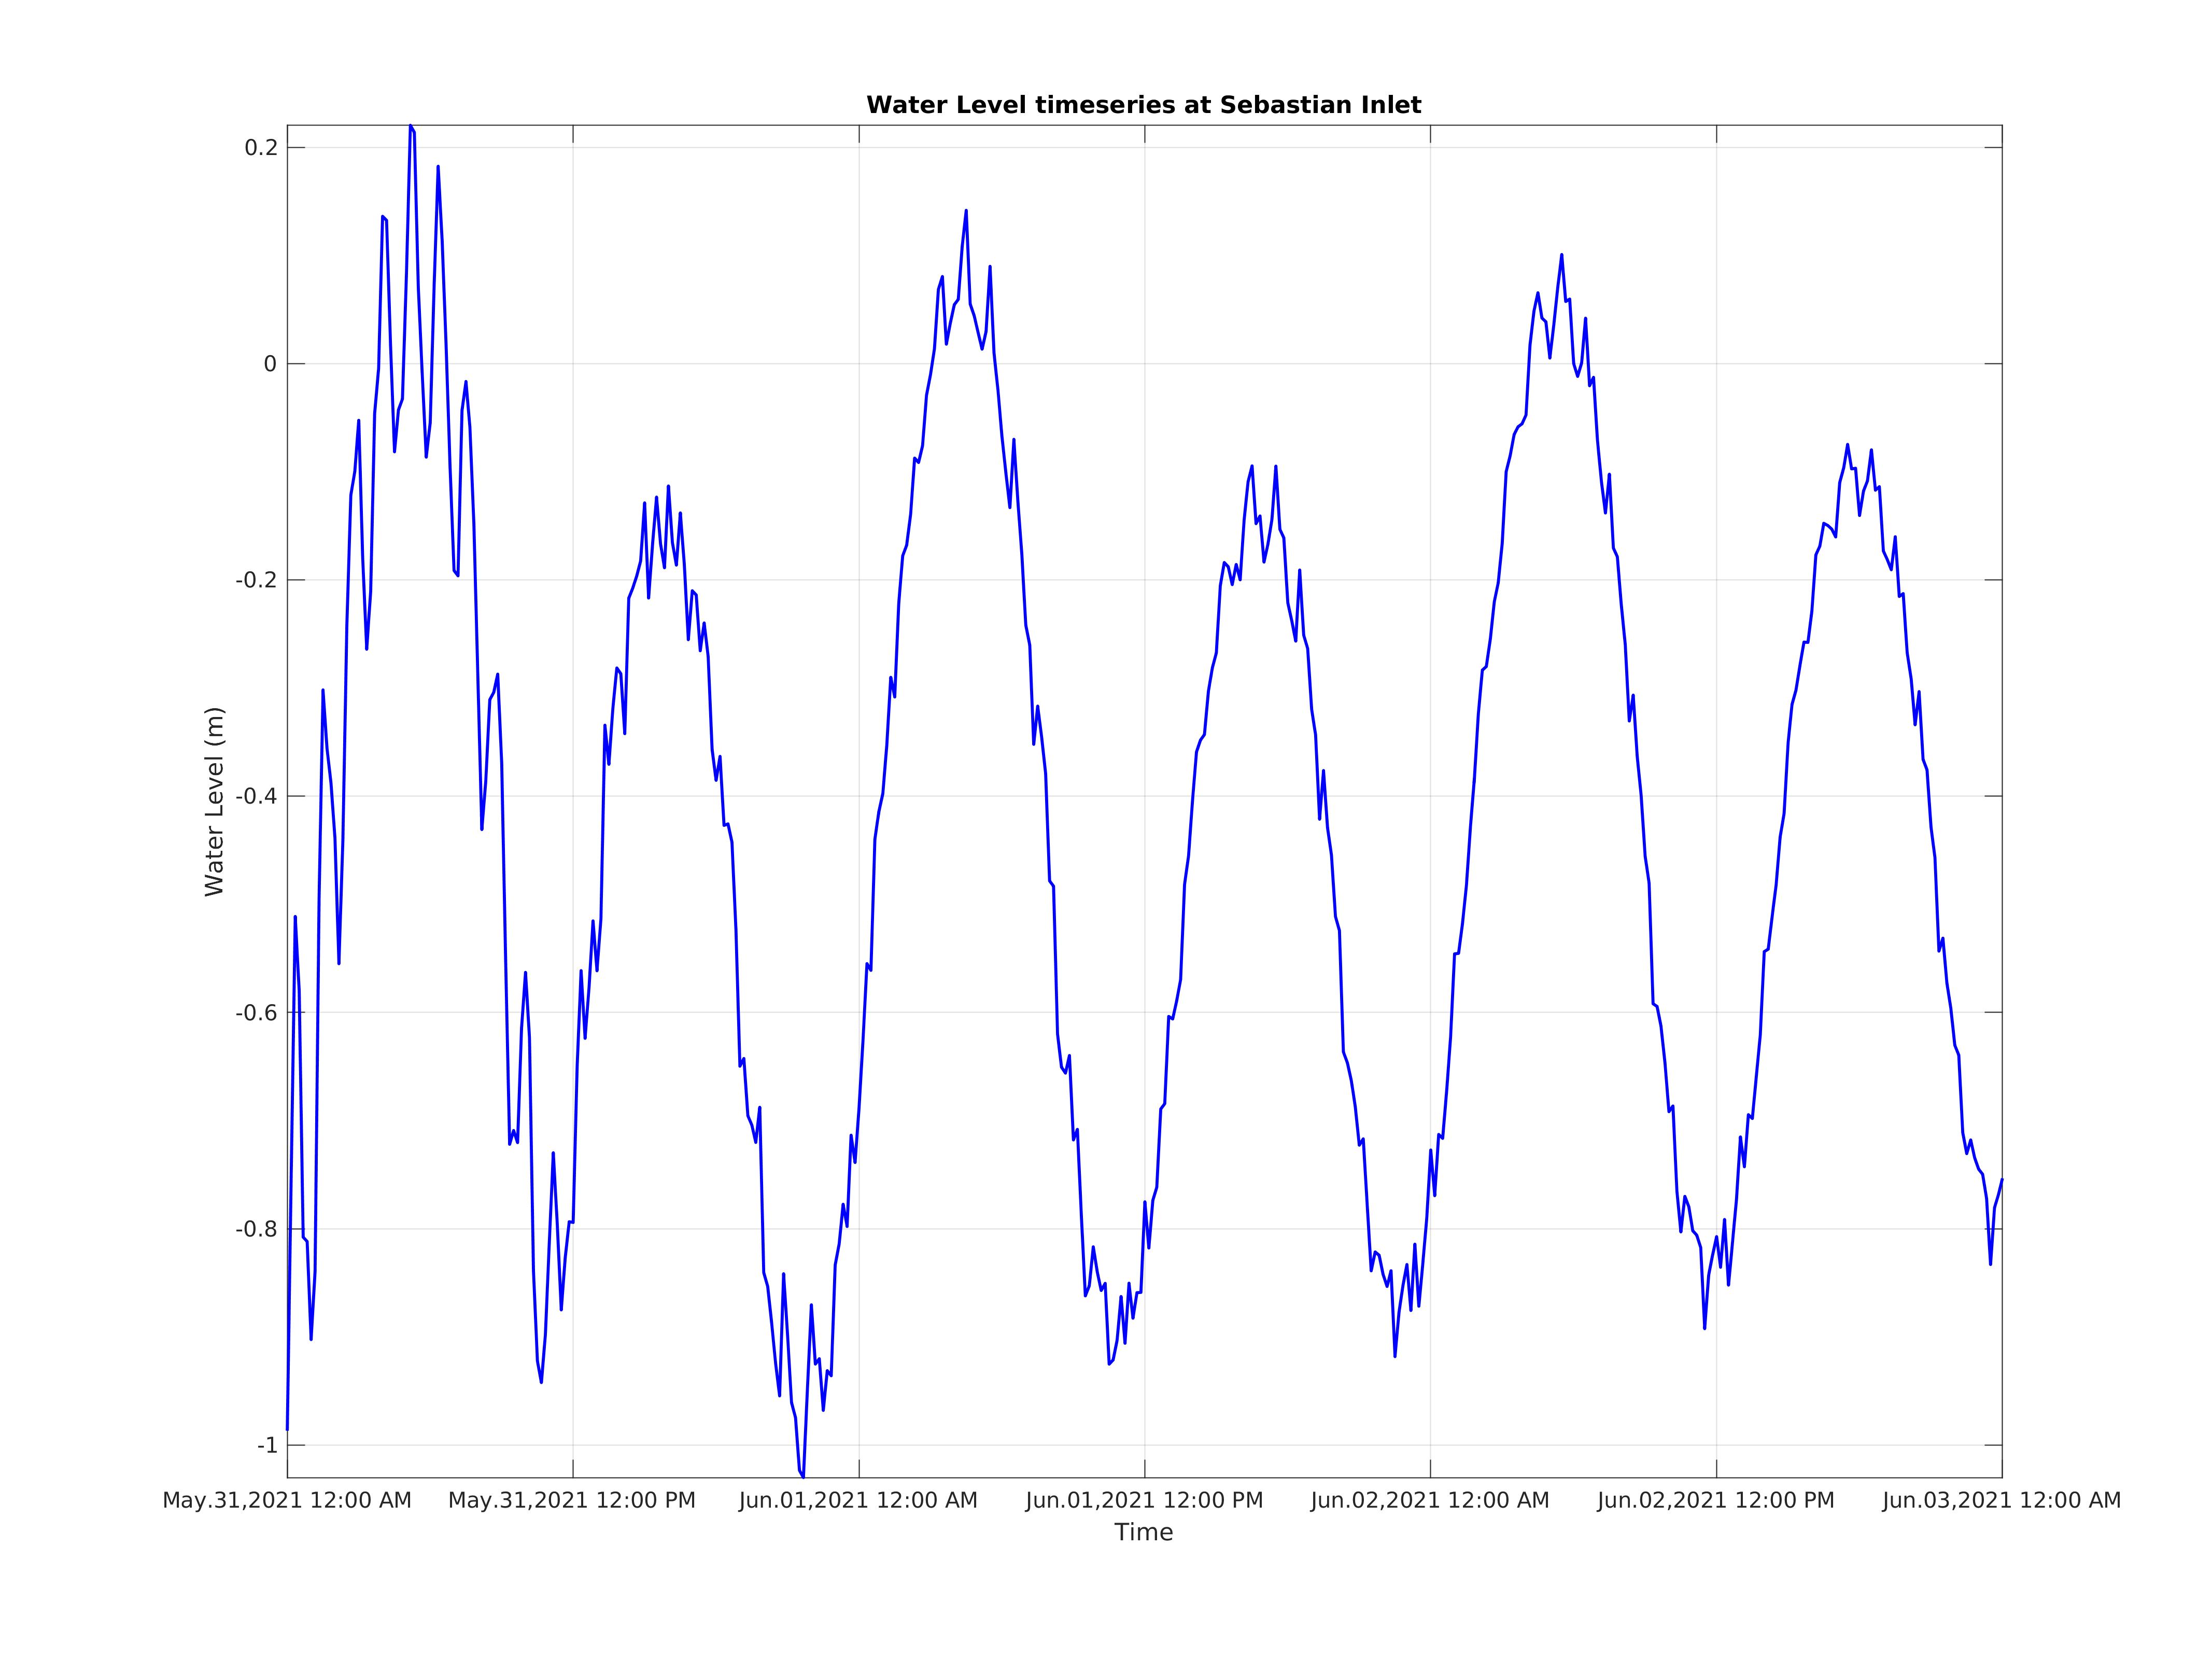 Water Level timeseries at Sebastian Inlet
0.2
0
-0.2
-0.4
-0.6
-0.8
-1
Water Level (m)
May.31,2021 12:00 AM
May.31,2021 12:00 PM
Jun.01,2021 12:00 AM
Jun.01,2021 12:00 PM
Jun.02,2021 12:00 AM
Jun.02,2021 12:00 PM
Jun.03,2021 12:00 AM
Time